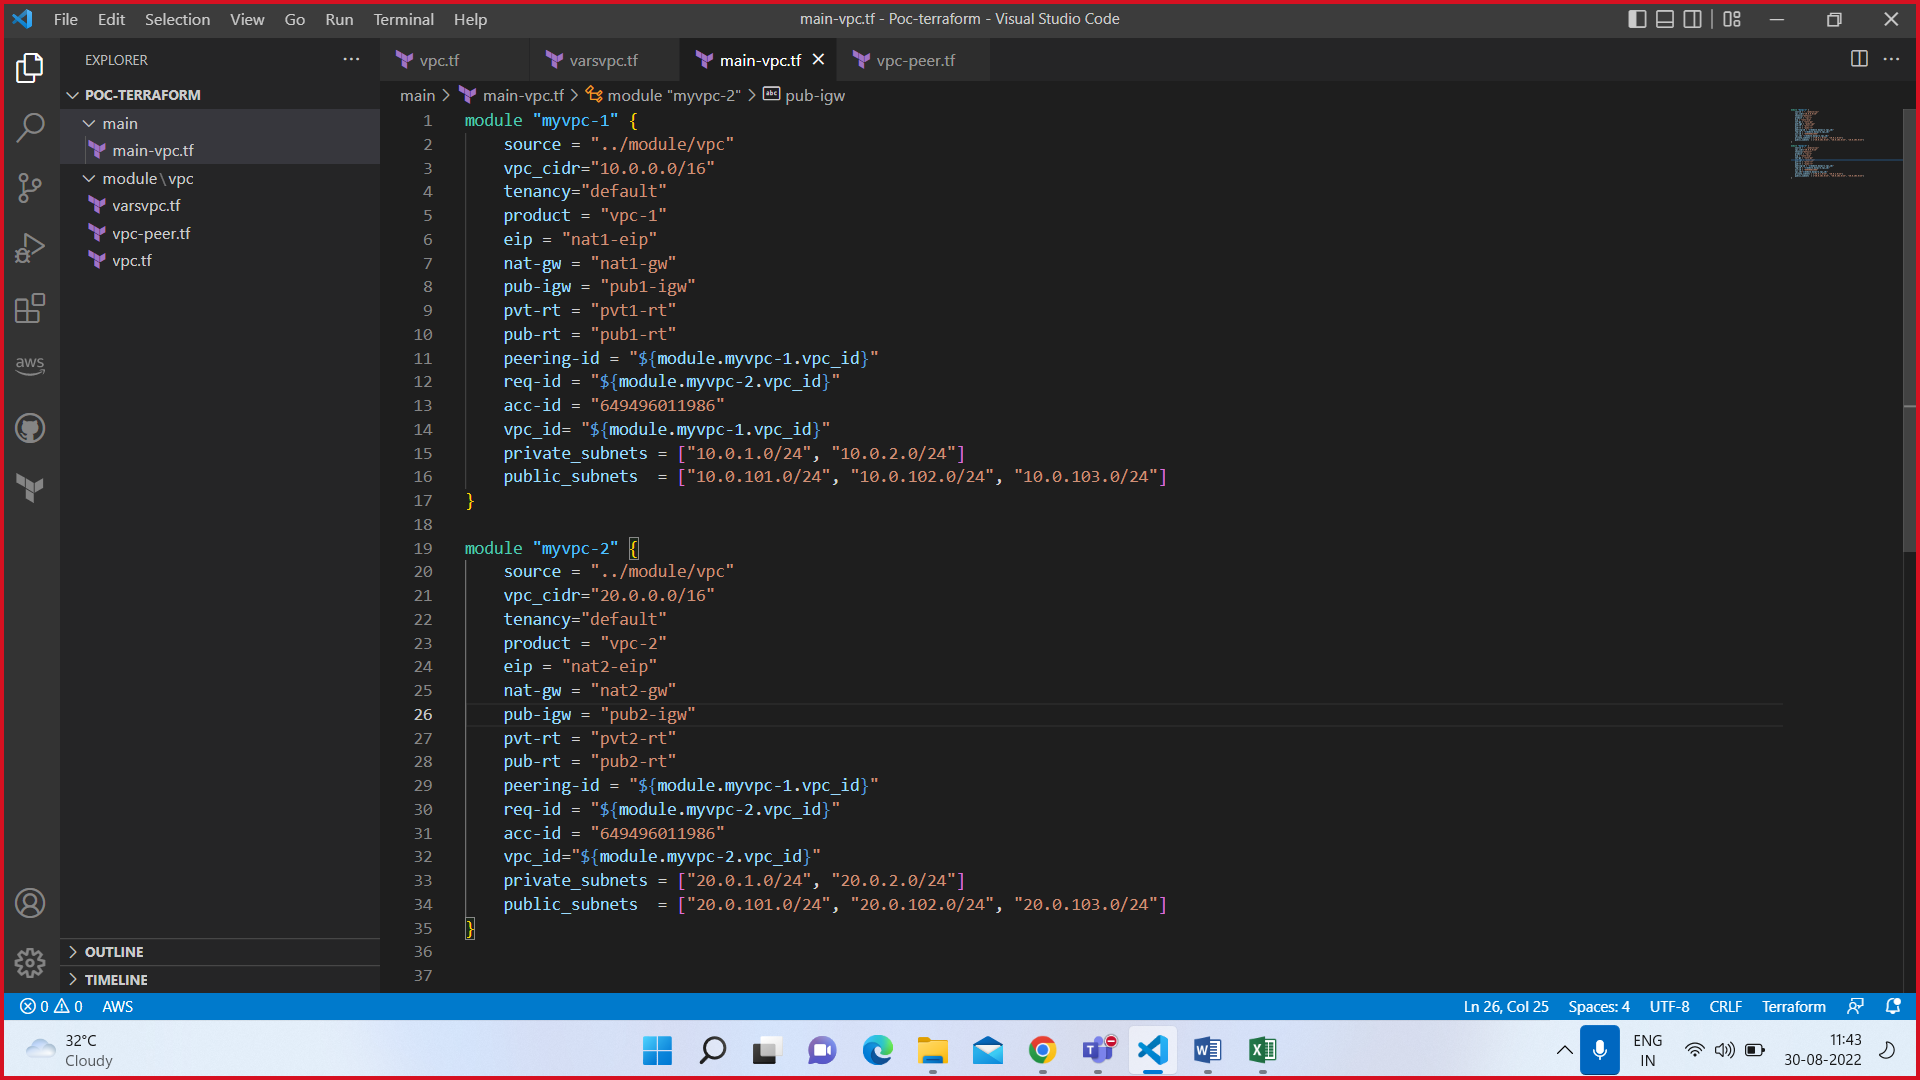 File Edit Selection View Go Run Terminal Help
main-vpc.tf - Poc-terraform - Visual Studio Code
EXPLORER
vpc.tf
varsvpc.tf
main-vpc.tf
vpc-peer.tf
POC-TERRAFORM
main
main-vpc.tf
module\vpc
varsvpc.tf
vpc-peer.tf
vpc.tf
aws
OUTLINE
TIMELINE
main > main-vpc.tf > module "myvpc-2" > abc pub-igw
1 module "myvpc-1" {
2 source = "../module/vpc"
3 vpc_cidr="10.0.0.0/16"
4 tenancy="default"
5 product = "vpc-1"
6 eip = "nat1-eip"
7 nat-gw = "nat1-gw"
8 pub-igw = "pub1-igw"
9 pvt-rt = "pvt1-rt"
10 pub-rt = "pub1-rt"
11 peering-id = "${module.myvpc-1.vpc_id}"
12 req-id = "${module.myvpc-2.vpc_id}"
13 acc-id = "649496011986"
14 vpc_id= "${module.myvpc-1.vpc_id}"
15 private_subnets = ["10.0.1.0/24", "10.0.2.0/24"]
16 public_subnets  = ["10.0.101.0/24", "10.0.102.0/24", "10.0.103.0/24"]
17 }
18
19 module "myvpc-2" {
20 source = "../module/vpc"
21 vpc_cidr="20.0.0.0/16"
22 tenancy="default"
23 product = "vpc-2"
24 eip = "nat2-eip"
25 nat-gw = "nat2-gw"
26 pub-igw = "pub2-igw"
27 pvt-rt = "pvt2-rt"
28 pub-rt = "pub2-rt"
29 peering-id = "${module.myvpc-1.vpc_id}"
30 req-id = "${module.myvpc-2.vpc_id}"
31 acc-id = "649496011986"
32 vpc_id="${module.myvpc-2.vpc_id}"
33 private_subnets = ["20.0.1.0/24", "20.0.2.0/24"]
34 public_subnets  = ["20.0.101.0/24", "20.0.102.0/24", "20.0.103.0/24"]
35 }
36
37
0 0 AWS
Ln 26, Col 25 Spaces: 4 UTF-8 CRLF Terraform
32°C
Cloudy
ENG
IN
11:43
30-08-2022